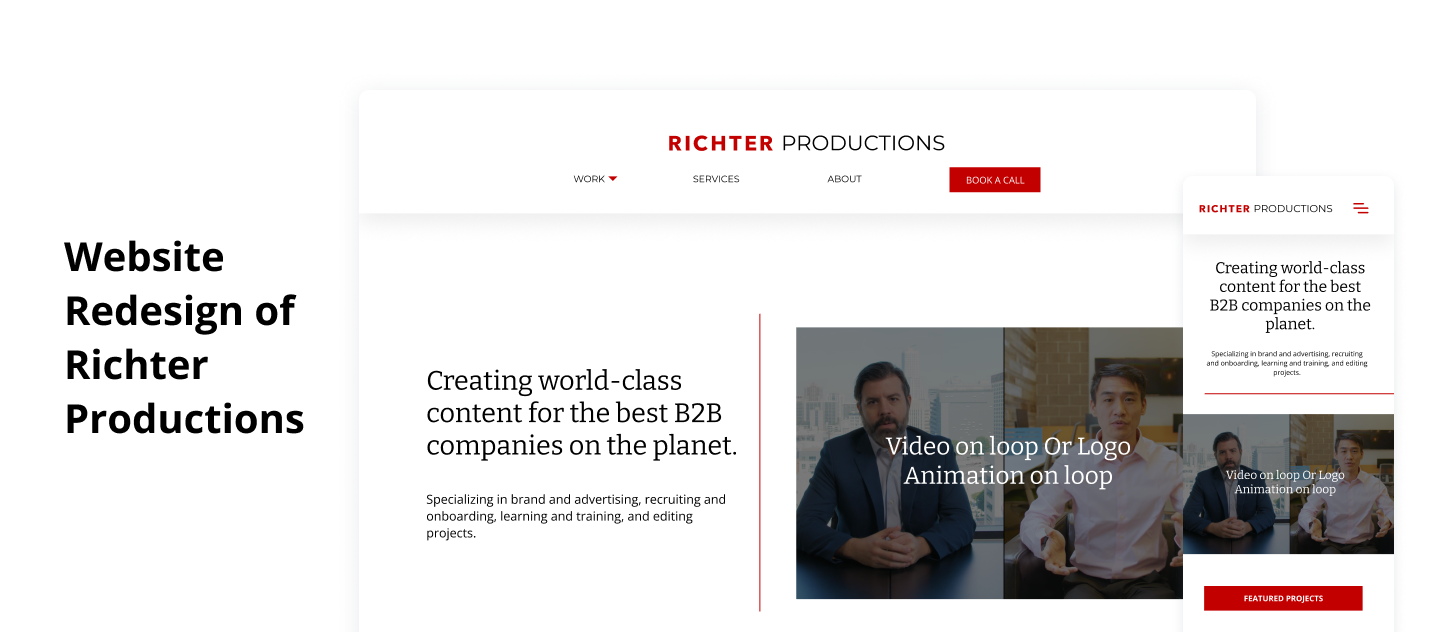 Website
Redesign of
Richter
Productions
RICHTER PRODUCTIONS
WORK
SERVICES
ABOUT
BOOK A CALL
Creating world-class
content for the best B2B
companies on the planet.
Specializing in brand and advertising, recruiting and
onboarding, learning and training, and editing
projects.
Video on loop Or Logo
Animation on loop
RICHTER PRODUCTIONS
Creating world-class
content for the best
B2B companies on the
planet.
Specializing in brand and advertising, recruiting
and onboarding, learning and training, and editing
projects.
Video on loop Or Logo
Animation on loop
FEATURED PROJECTS